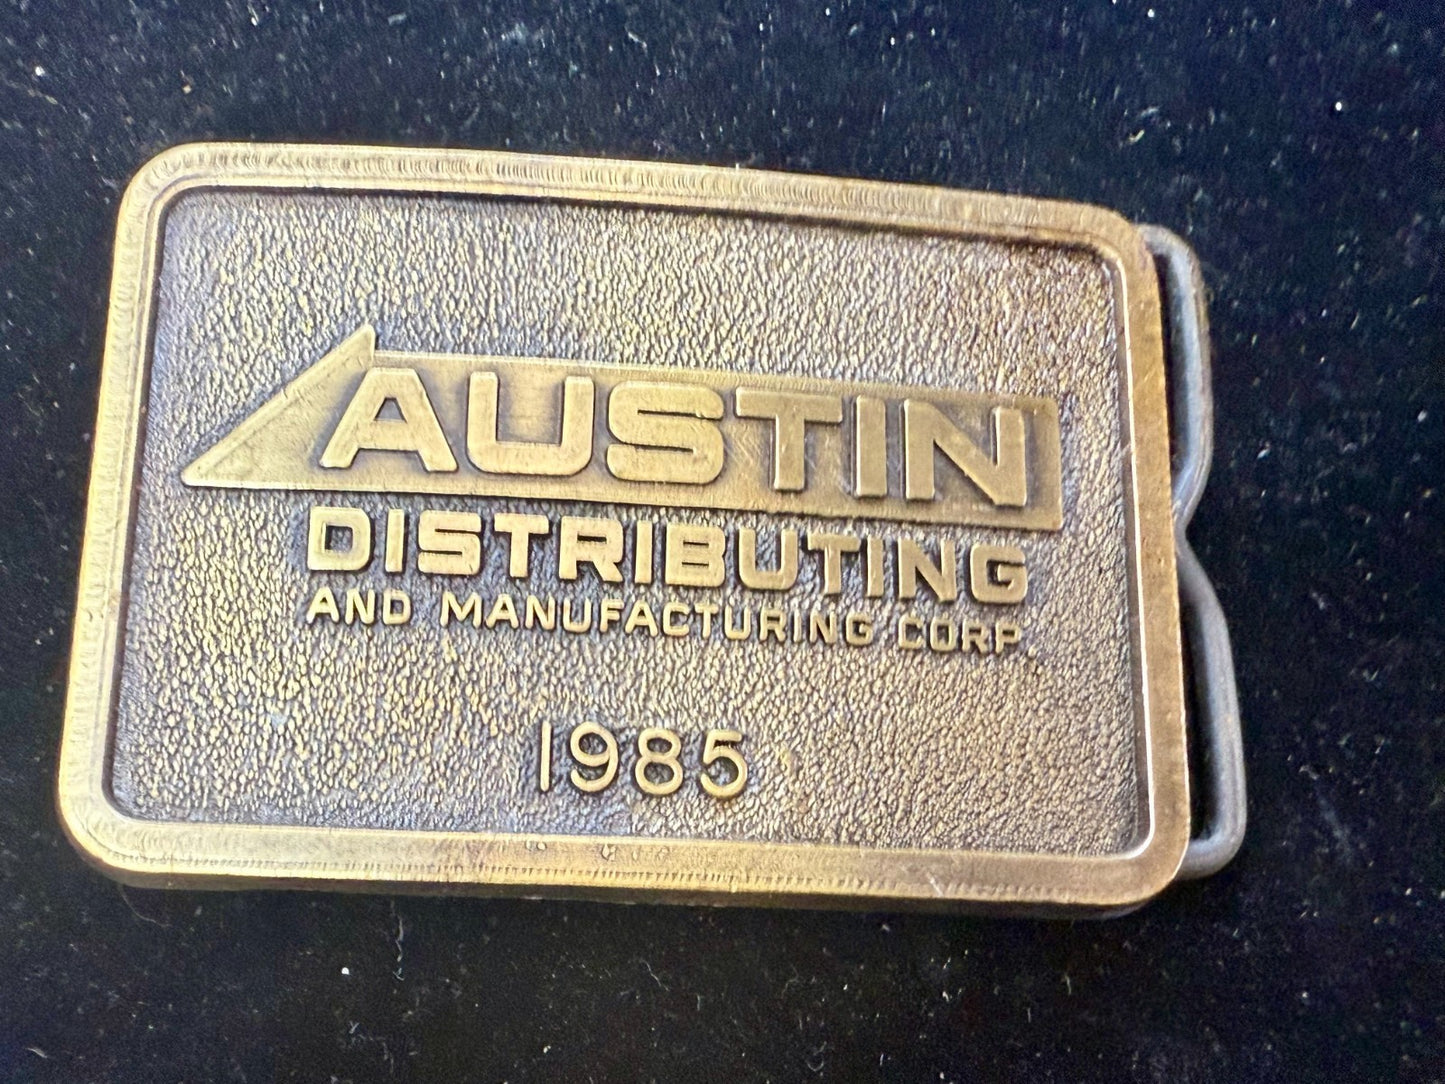 AUSTIN
DISTRIBUTING
AND MANUFACTURING CORP.
1985